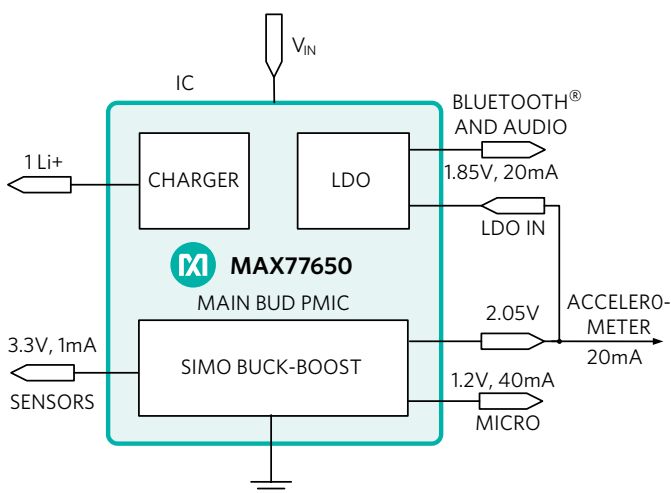 V_IN
IC
BLUETOOTH®
AND AUDIO
1 Li+
CHARGER
LDO
1.85V, 20mA
LDO IN
MAX77650
MAIN BUD PMIC
2.05V
ACCELERO-
METER
20mA
3.3V, 1mA
SIMO BUCK-BOOST
SENSORS
1.2V, 40mA
MICRO